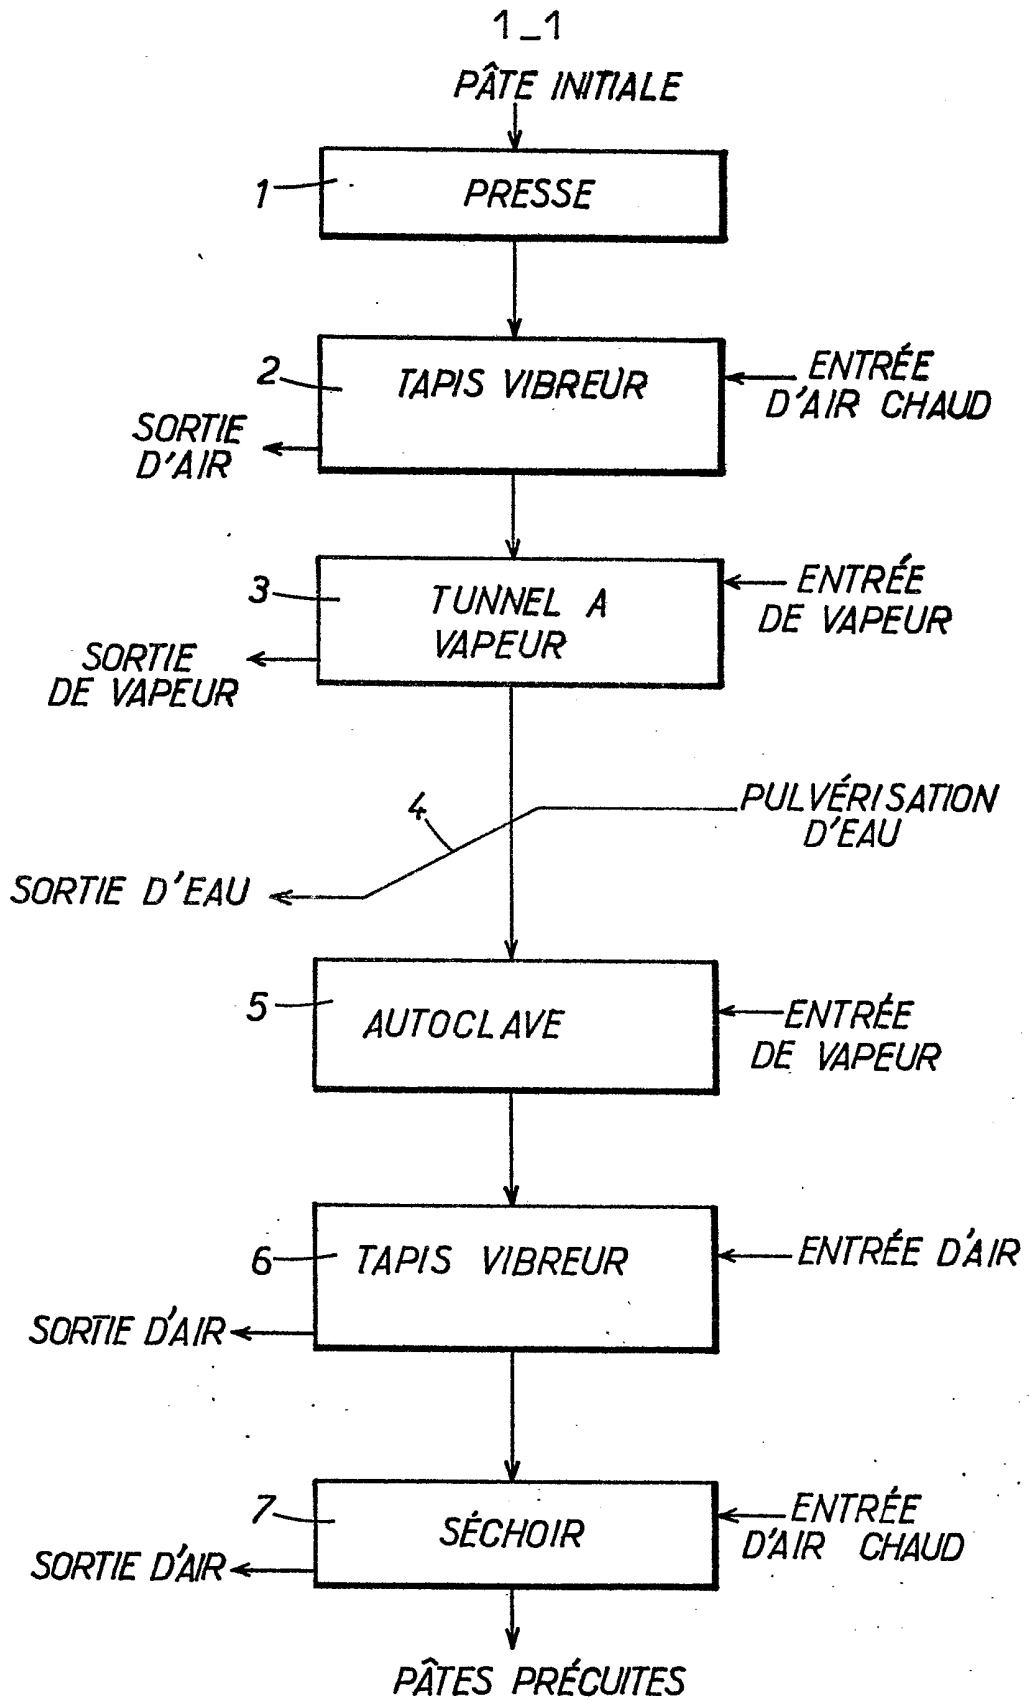 1_1
PÂTE INITIALE
1
PRESSE
2
TAPIS VIBREUR
ENTRÉE
D'AIR CHAUD
SORTIE
D'AIR
3
TUNNEL A
VAPEUR
ENTRÉE
DE VAPEUR
SORTIE
DE VAPEUR
4
PULVÉRISATION
D'EAU
SORTIE D'EAU
5
AUTOCLAVE
ENTRÉE
DE VAPEUR
6
TAPIS VIBREUR
ENTRÉE D'AIR
SORTIE D'AIR
7
SÉCHOIR
ENTRÉE
D'AIR CHAUD
SORTIE D'AIR
PÂTES PRÉCUITES